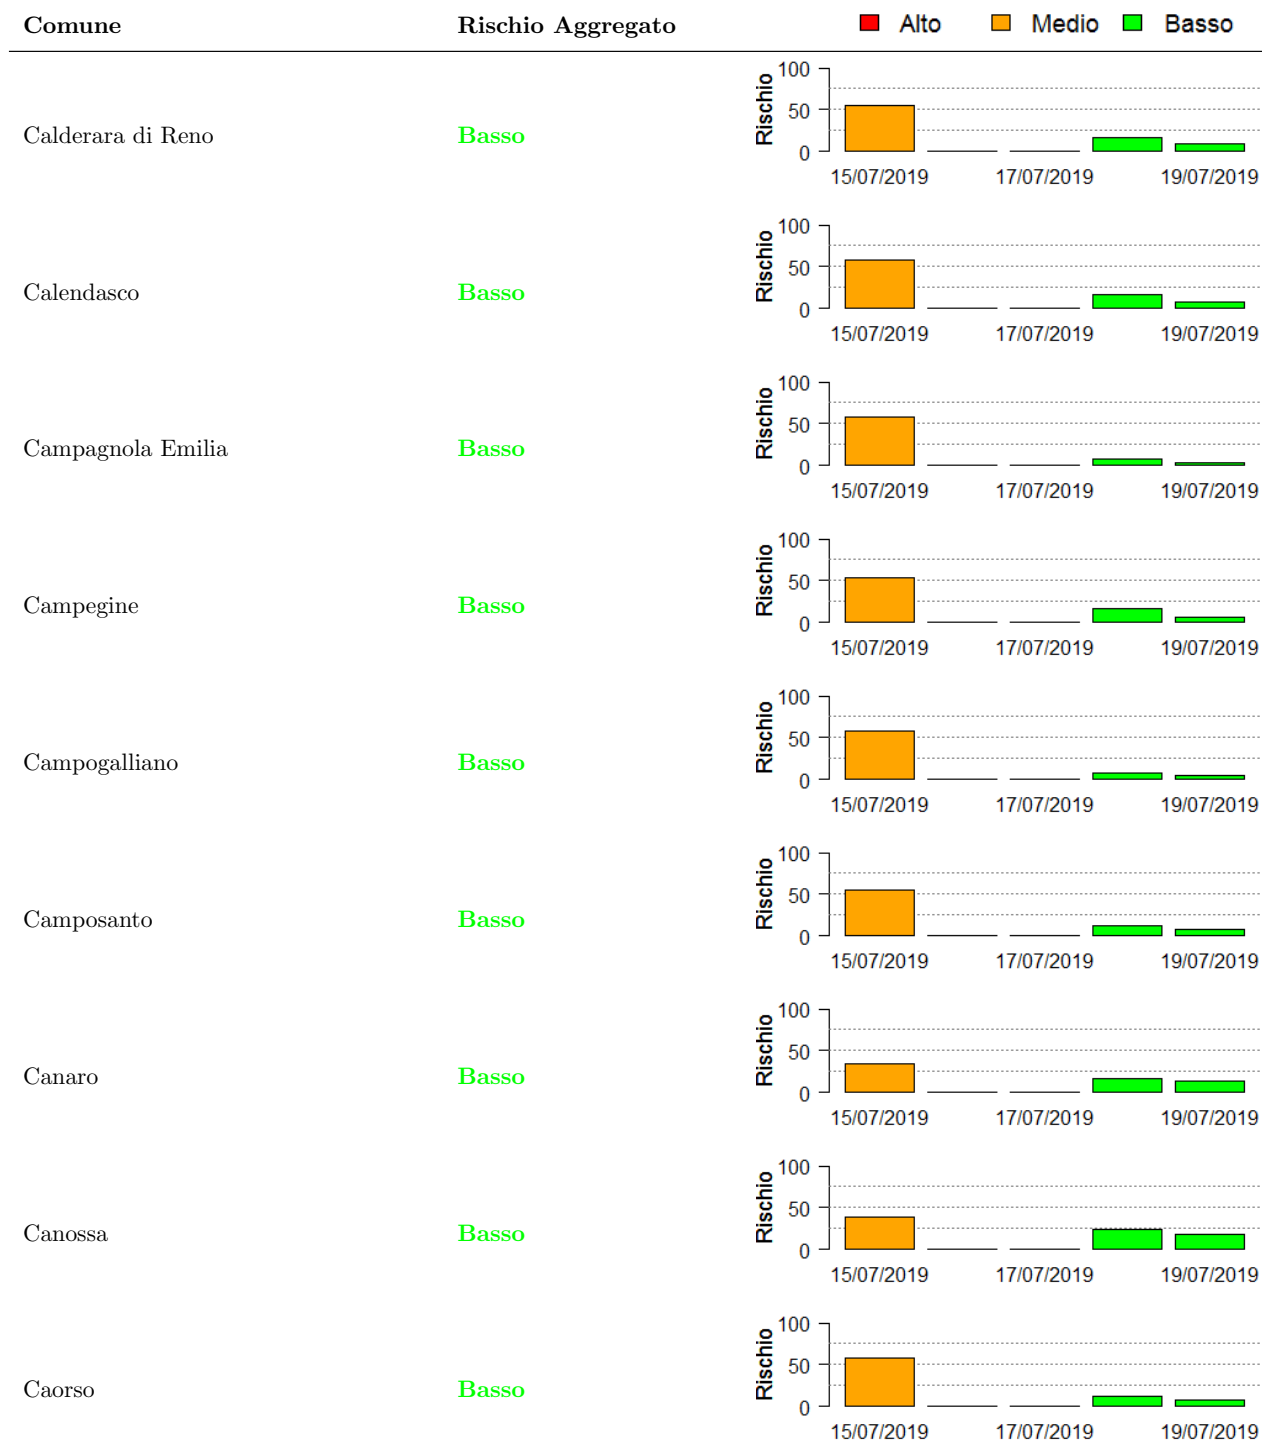 Comune Rischio Aggregato Alto Medio Basso
100
50
0
Rischio
Calderara di Reno Basso
15/07/2019 17/07/2019 19/07/2019
100
50
0
Rischio
Calendasco Basso
15/07/2019 17/07/2019 19/07/2019
100
50
0
Rischio
Campagnola Emilia Basso
15/07/2019 17/07/2019 19/07/2019
100
50
0
Rischio
Campegine Basso
15/07/2019 17/07/2019 19/07/2019
100
50
0
Rischio
Campogalliano Basso
15/07/2019 17/07/2019 19/07/2019
100
50
0
Rischio
Camposanto Basso
15/07/2019 17/07/2019 19/07/2019
100
50
0
Rischio
Canaro Basso
15/07/2019 17/07/2019 19/07/2019
100
50
0
Rischio
Canossa Basso
15/07/2019 17/07/2019 19/07/2019
100
50
0
Rischio
Caorso Basso
15/07/2019 17/07/2019 19/07/2019